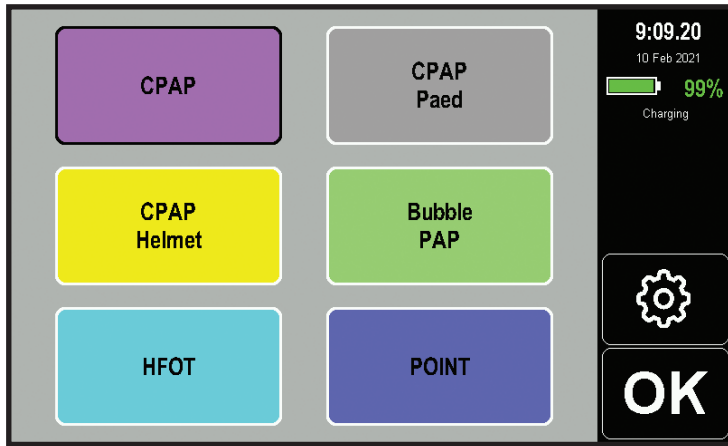 CPAP
CPAP
Paed
CPAP
Helmet
Bubble
PAP
HFOT
POINT
9:09.20
10 Feb 2021
99%
Charging
OK